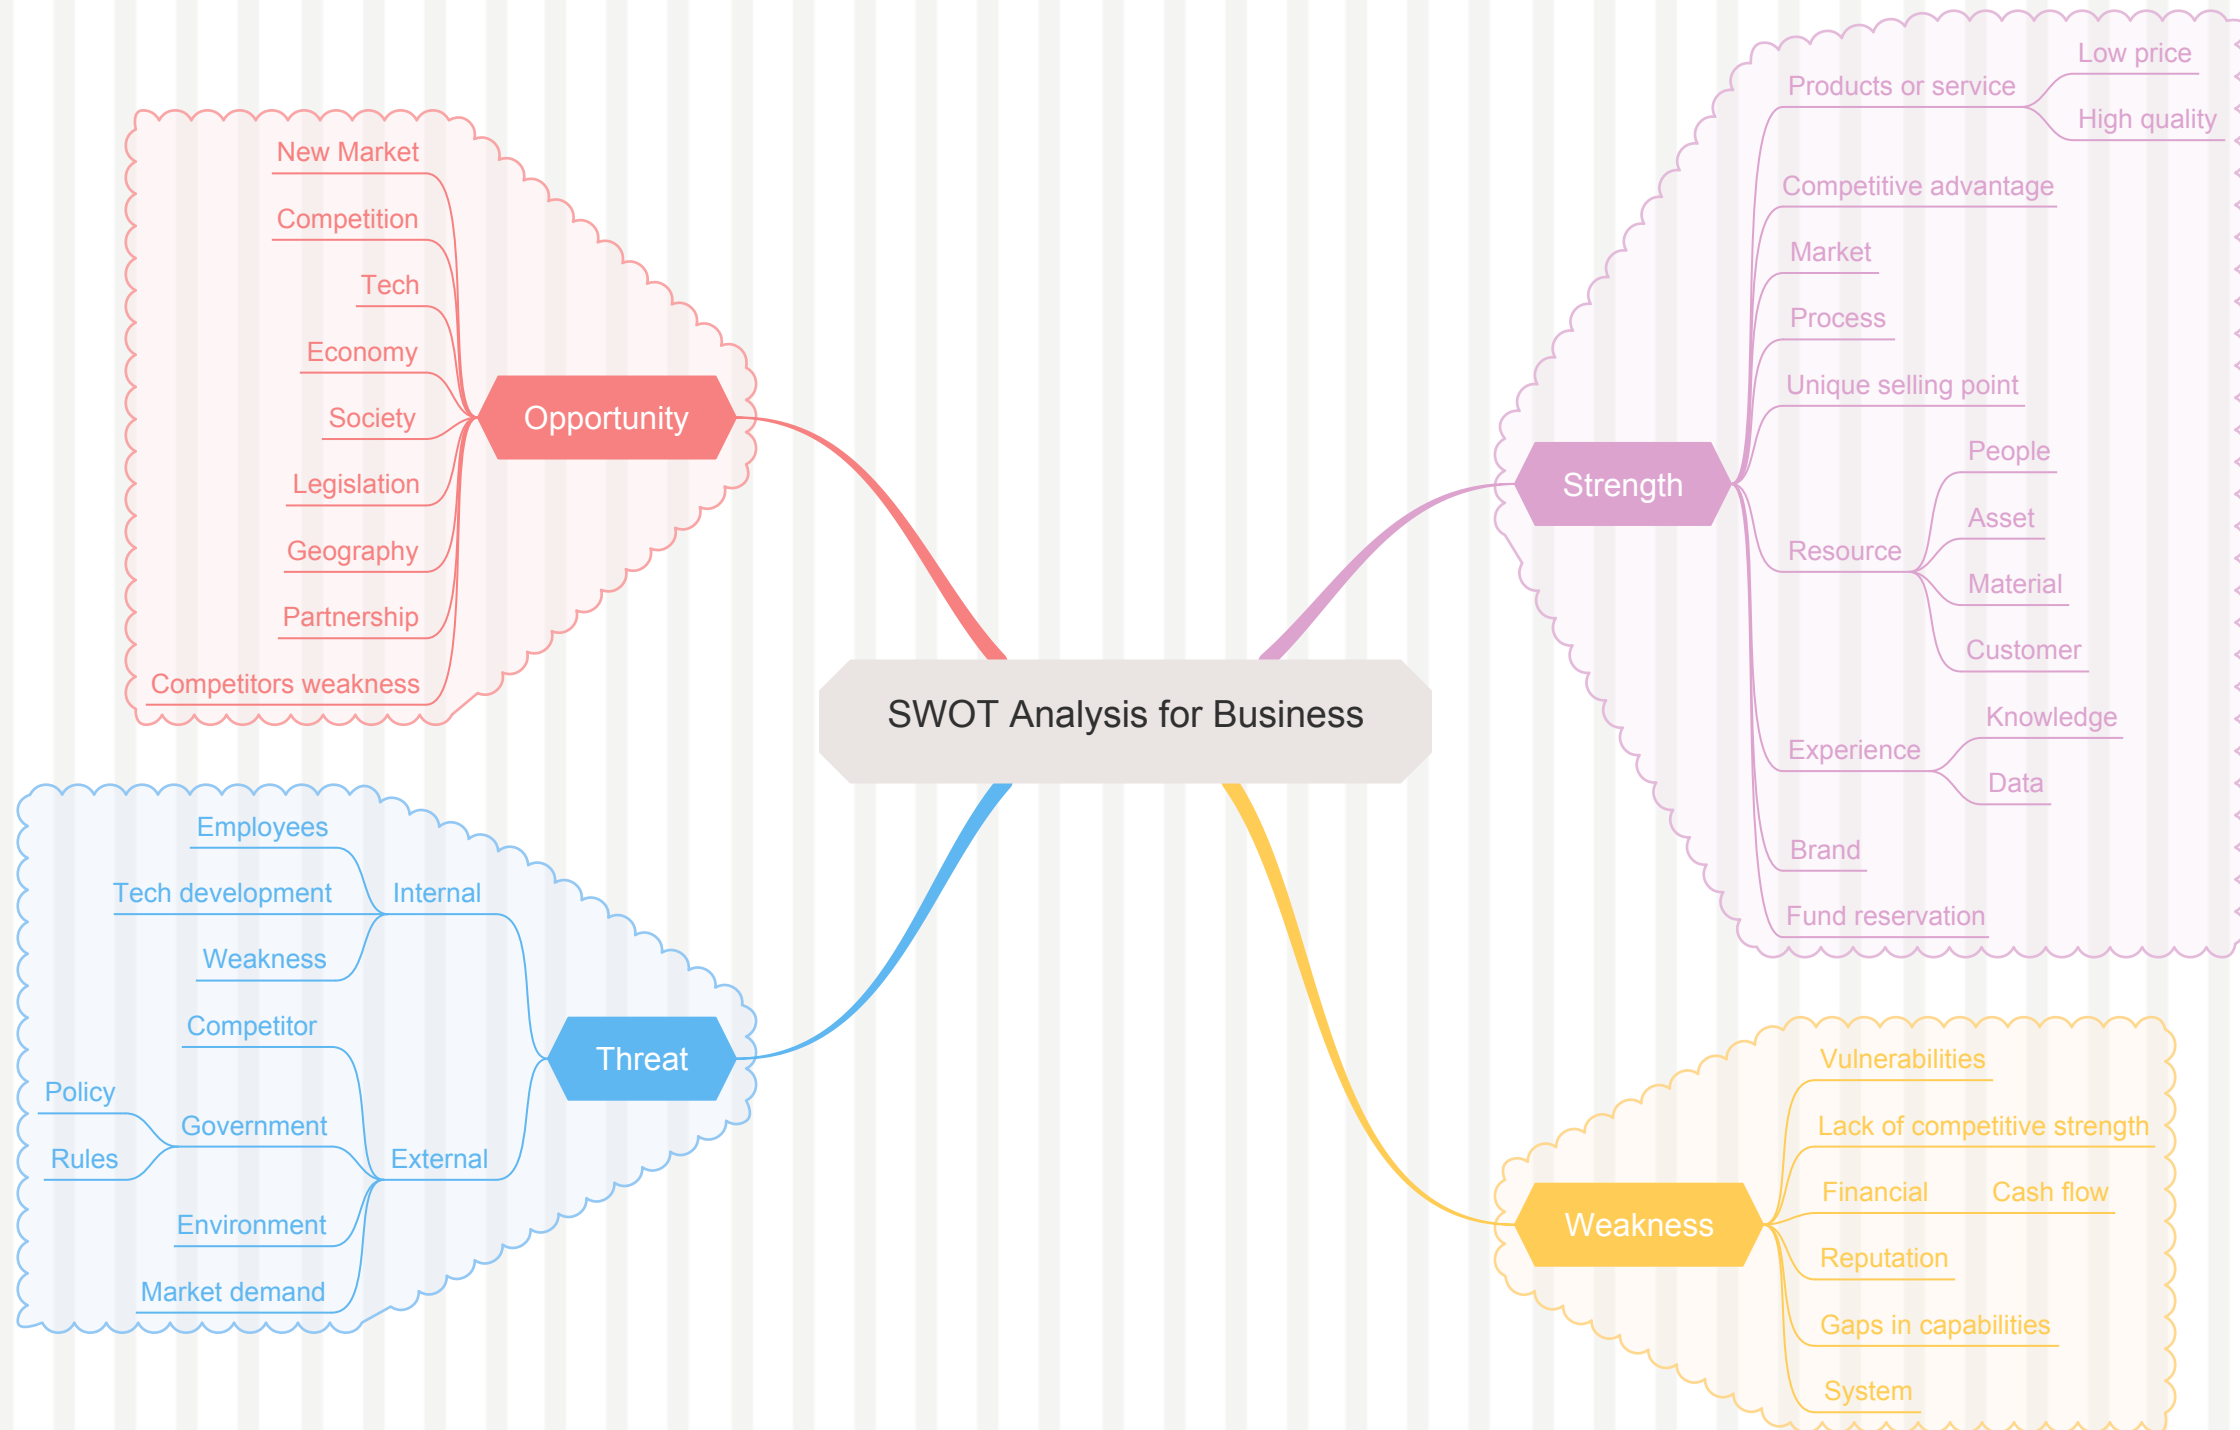 SWOT Analysis for Business
Strength
Products or service
Low price
High quality
Competitive advantage
Market
Process
Unique selling point
Resource
People
Asset
Material
Customer
Experience
Knowledge
Data
Brand
Fund reservation
Weakness
Vulnerabilities
Lack of competitive strength
Financial
Cash flow
Reputation
Gaps in capabilities
System
Opportunity
New Market
Competition
Tech
Economy
Society
Legislation
Geography
Partnership
Competitors weakness
Threat
Internal
Employees
Tech development
Weakness
External
Competitor
Government
Policy
Rules
Environment
Market demand